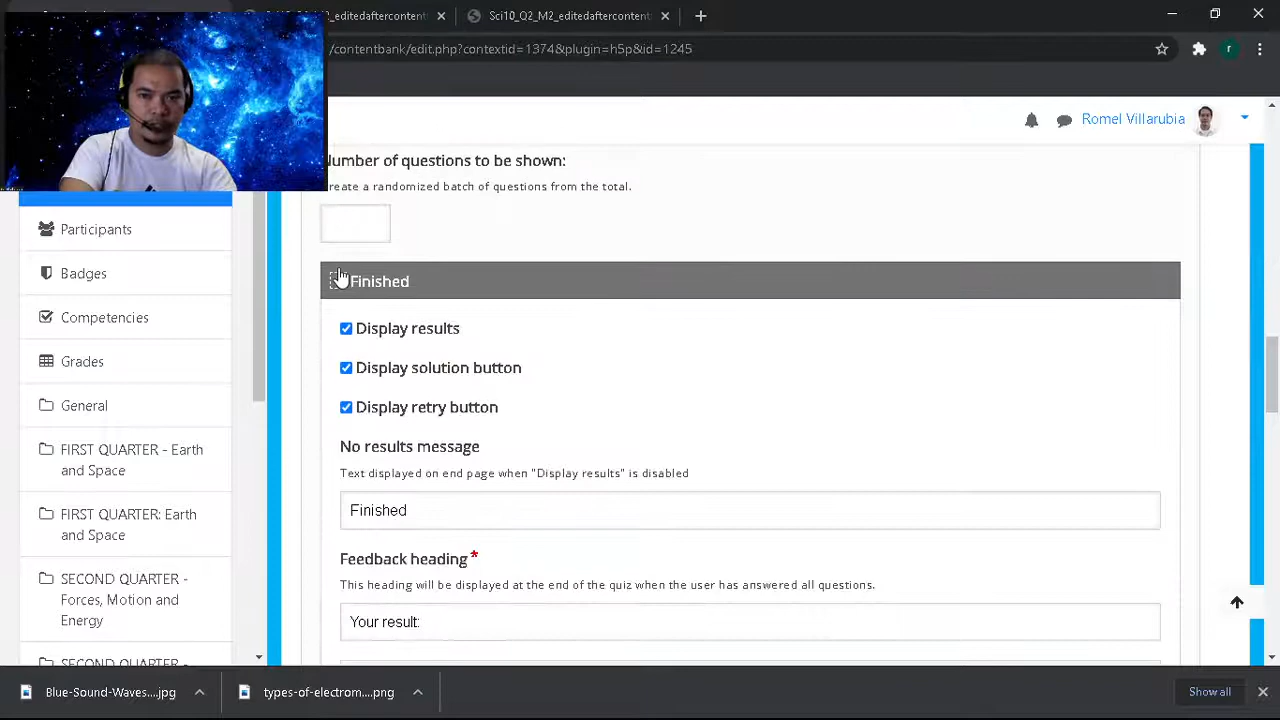 _editedaftercontent
Sci10_Q2_M2_editedaftercontent
/contentbank/edit.php?contextid=1374&plugin=h5p&id=1245
r
Romel Villarubia
Number of questions to be shown:
reate a randomized batch of questions from the total.
Participants
Badges
Competencies
Grades
General
FIRST QUARTER - Earth
and Space
FIRST QUARTER: Earth
and Space
SECOND QUARTER -
Forces, Motion and
Energy
SECOND QUARTER -
Finished
Display results
Display solution button
Display retry button
No results message
Text displayed on end page when "Display results" is disabled
Finished
Feedback heading *
This heading will be displayed at the end of the quiz when the user has answered all questions.
Your result:
Blue-Sound-Waves....jpg
types-of-electrom....png
Show all